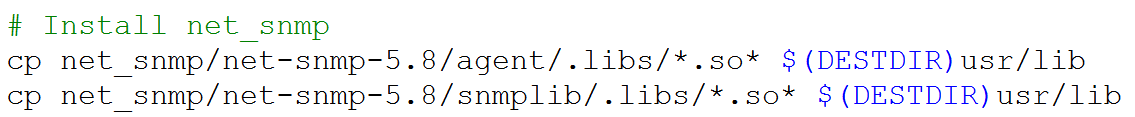 # Install net_snmp
cp net_snmp/net-snmp-5.8/agent/.libs/*.so* $(DESTDIR)usr/lib
cp net_snmp/net-snmp-5.8/snmplib/.libs/*.so* $(DESTDIR)usr/lib